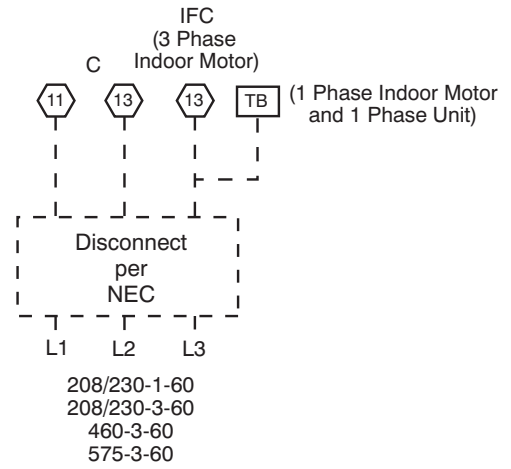 IFC
(3 Phase
Indoor Motor)
C
11 13 13 TB (1 Phase Indoor Motor
and 1 Phase Unit)
Disconnect
per
NEC
L1 L2 L3
208/230-1-60
208/230-3-60
460-3-60
575-3-60